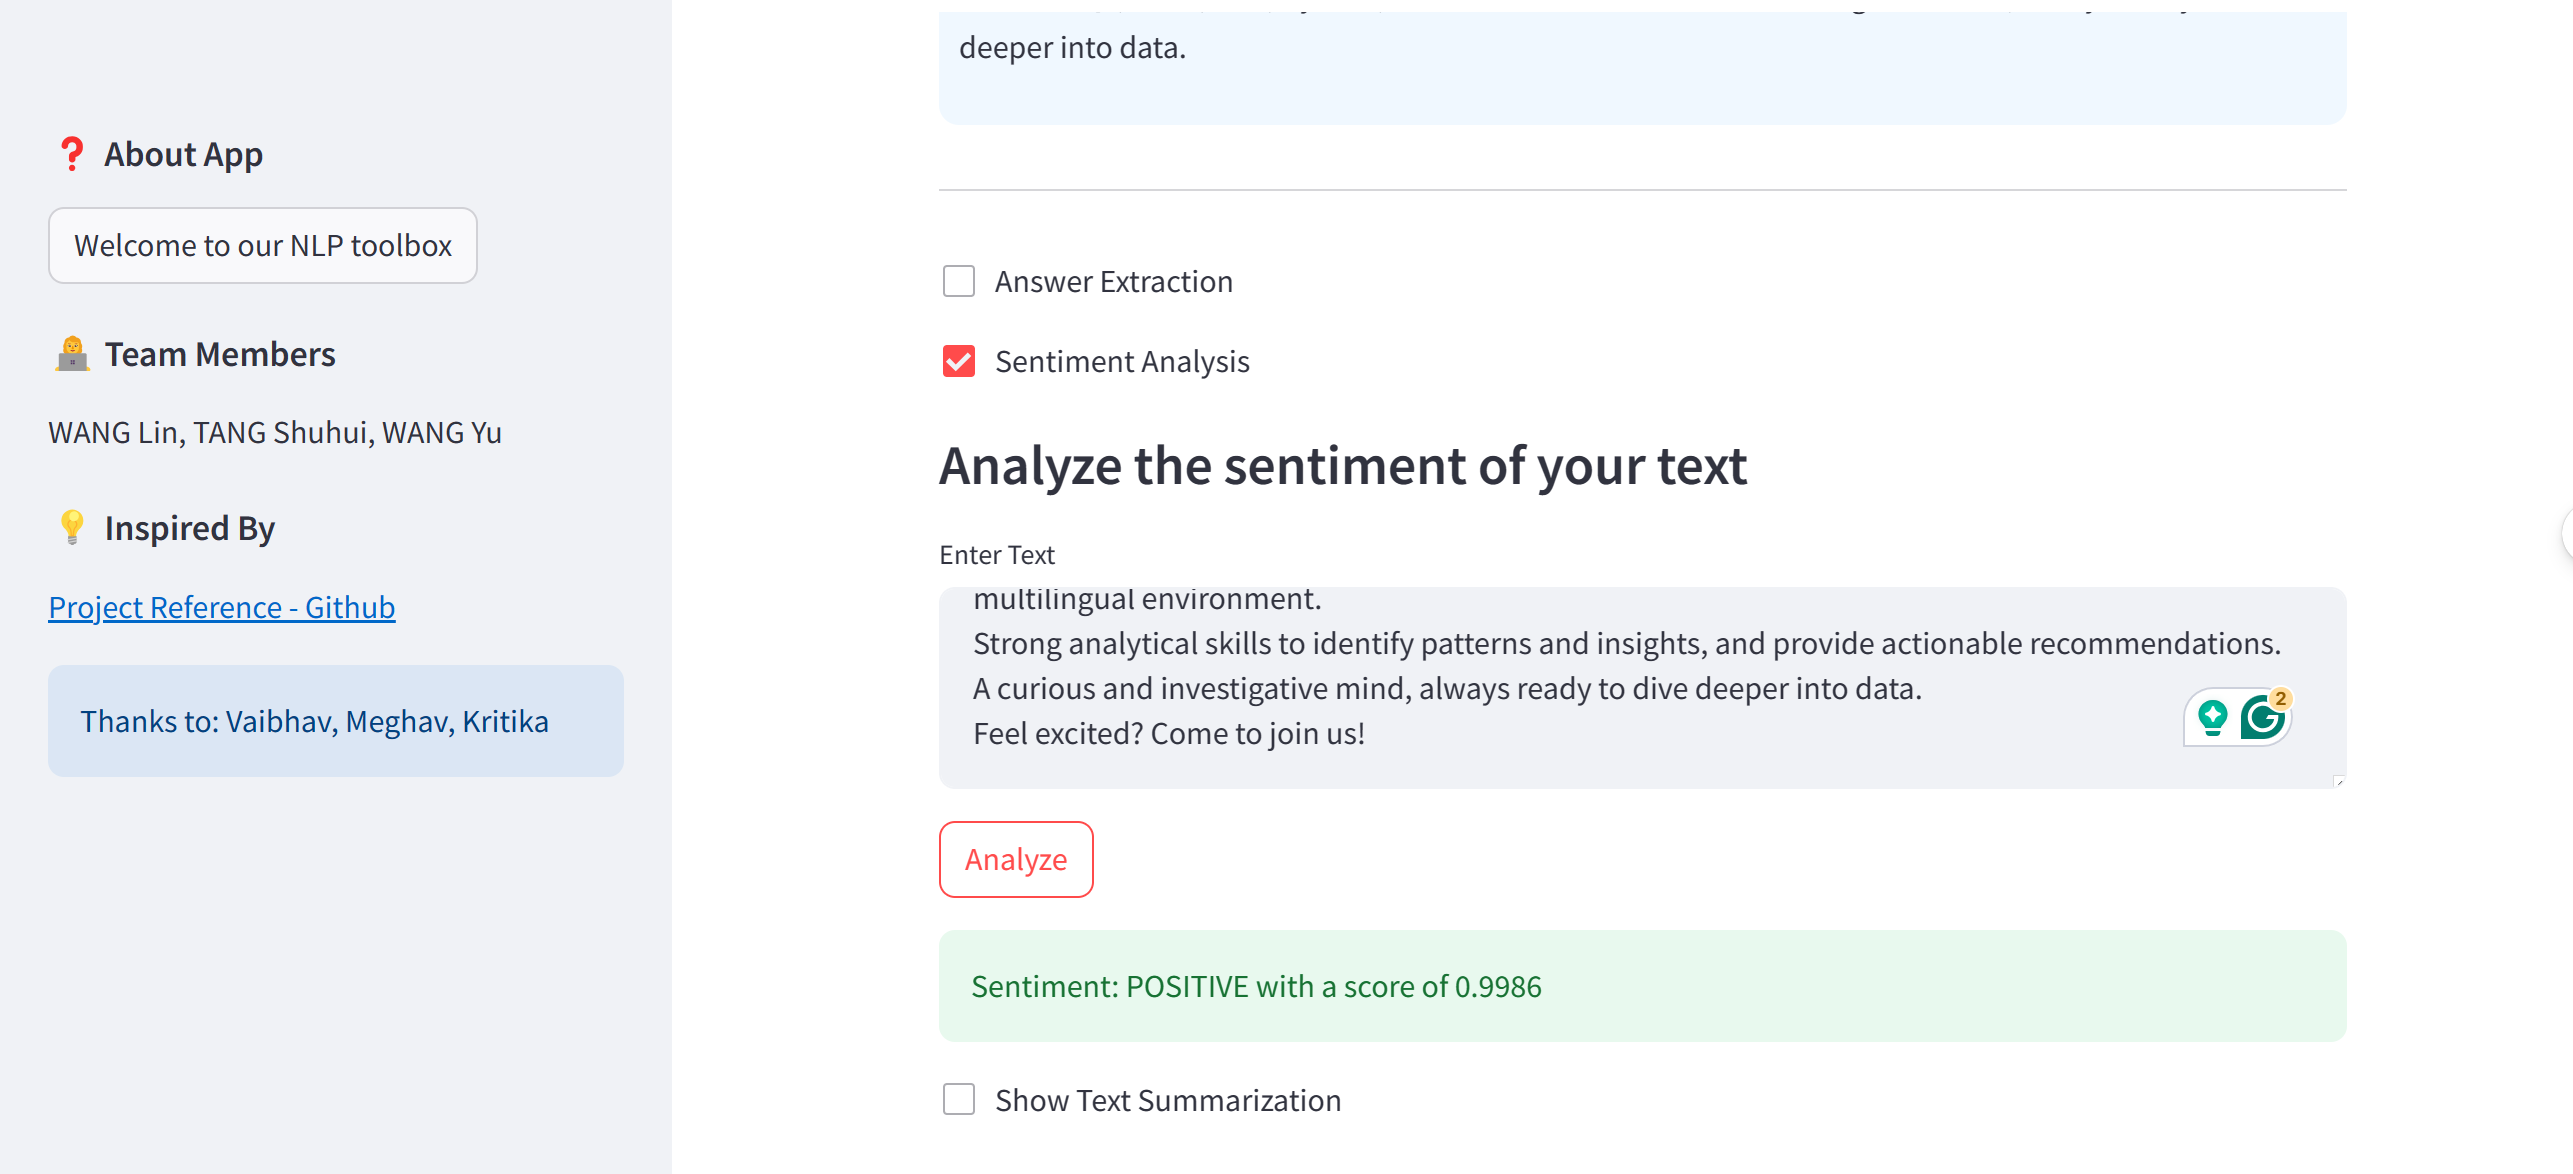 About App
Welcome to our NLP toolbox
Team Members
WANG Lin, TANG Shuhui, WANG Yu
Inspired By
Project Reference - Github
Thanks to: Vaibhav, Meghav, Kritika
deeper into data.
Answer Extraction
Sentiment Analysis
Analyze the sentiment of your text
Enter Text
multilingual environment.
Strong analytical skills to identify patterns and insights, and provide actionable recommendations.
A curious and investigative mind, always ready to dive deeper into data.
Feel excited? Come to join us!
2
Analyze
Sentiment: POSITIVE with a score of 0.9986
Show Text Summarization